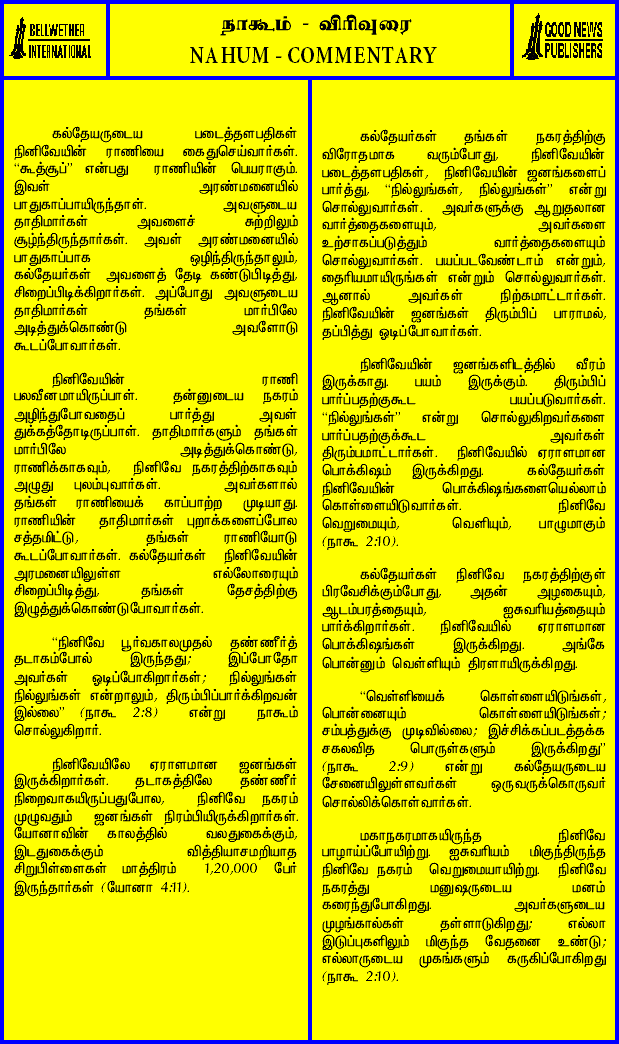 BELLWETHER
INTERNATIONAL
நாகூம் - விரிவுரை
NAHUM - COMMENTARY
GOOD NEWS
PUBLISHERS
கல்தேயருடைய படைத்தளபதிகள்
நினிவேயின் ராணியை கைதுசெய்வார்கள்.
“கூத்சூப்” என்பது ராணியின் பெயராகும்.
இவள் அரண்மனையில்
பாதுகாப்பாயிருந்தாள். அவளுடைய
தாதிமார்கள் அவளைச் சுற்றிலும்
சூழ்ந்திருந்தார்கள். அவள் அரண்மனையில்
பாதுகாப்பாக ஒழிந்திருந்தாலும்,
கல்தேயர்கள் அவளைத் தேடி கண்டுபிடித்து,
சிறைப்பிடிக்கிறார்கள். அப்போது அவளுடைய
தாதிமார்கள் தங்கள் மார்பிலே
அடித்துக்கொண்டு அவளோடு
கூடப்போவார்கள்.
நினிவேயின் ராணி
பலவீனமாயிருப்பாள். தன்னுடைய நகரம்
அழிந்துபோவதைப் பார்த்து அவள்
துக்கத்தோடிருப்பாள். தாதிமார்களும் தங்கள்
மார்பிலே அடித்துக்கொண்டு,
ராணிக்காகவும், நினிவே நகரத்திற்காகவும்
அழுது புலம்புவார்கள். அவர்களால்
தங்கள் ராணியைக் காப்பாற்ற முடியாது.
ராணியின் தாதிமார்கள் புறாக்களைப்போல
சத்தமிட்டு, தங்கள் ராணியோடு
கூடப்போவார்கள். கல்தேயர்கள் நினிவேயின்
அரமனையிலுள்ள எல்லோரையும்
சிறைப்பிடித்து, தங்கள் தேசத்திற்கு
இழுத்துக்கொண்டுபோவார்கள்.
“நினிவே பூர்வகாலமுதல் தண்ணீர்த்
தடாகம்போல் இருந்தது; இப்போதோ
அவர்கள் ஓடிப்போகிறார்கள்; நில்லுங்கள்
நில்லுங்கள் என்றாலும், திரும்பிப்பார்க்கிறவன்
இல்லை” (நாகூ 2:8) என்று நாகூம்
சொல்லுகிறார்.
நினிவேயிலே ஏராளமான ஜனங்கள்
இருக்கிறார்கள். தடாகத்திலே தண்ணீர்
நிறைவாகயிருப்பதுபோல, நினிவே நகரம்
முழுவதும் ஜனங்கள் நிரம்பியிருக்கிறார்கள்.
யோனாவின் காலத்தில் வலதுகைக்கும்,
இடதுகைக்கும் வித்தியாசமறியாத
சிறுபிள்ளைகள் மாத்திரம் 1,20,000 பேர்
இருந்தார்கள் (யோனா 4:11).
கல்தேயர்கள் தங்கள் நகரத்திற்கு
விரோதமாக வரும்போது, நினிவேயின்
படைத்தளபதிகள், நினிவேயின் ஜனங்களைப்
பார்த்து, “நில்லுங்கள், நில்லுங்கள்” என்று
சொல்லுவார்கள். அவர்களுக்கு ஆறுதலான
வார்த்தைகளையும், அவர்களை
உற்சாகப்படுத்தும் வார்த்தைகளையும்
சொல்லுவார்கள். பயப்படவேண்டாம் என்றும்,
தைரியமாயிருங்கள் என்றும் சொல்லுவார்கள்.
ஆனால் அவர்கள் நிற்கமாட்டார்கள்.
நினிவேயின் ஜனங்கள் திரும்பிப் பாராமல்,
தப்பித்து ஓடிப்போவார்கள்.
நினிவேயின் ஜனங்களிடத்தில் வீரம்
இருக்காது. பயம் இருக்கும். திரும்பிப்
பார்ப்பதற்குகூட பயப்படுவார்கள்.
“நில்லுங்கள்” என்று சொல்லுகிறவர்களை
பார்ப்பதற்குக்கூட அவர்கள்
திரும்பமாட்டார்கள். நினிவேயில் ஏராளமான
பொக்கிஷம் இருக்கிறது. கல்தேயர்கள்
நினிவேயின் பொக்கிஷங்களையெல்லாம்
கொள்ளையிடுவார்கள். நினிவே
வெறுமையும், வெளியும், பாழுமாகும்
(நாகூ 2:10).
கல்தேயர்கள் நினிவே நகரத்திற்குள்
பிரவேசிக்கும்போது, அதன் அழகையும்,
ஆடம்பரத்தையும், ஐசுவரியத்தையும்
பார்க்கிறார்கள். நினிவேயில் ஏராளமான
பொக்கிஷங்கள் இருக்கிறது. அங்கே
பொன்னும் வெள்ளியும் திரளாயிருக்கிறது.
“வெள்ளியைக் கொள்ளையிடுங்கள்,
பொன்னையும் கொள்ளையிடுங்கள்;
சம்பத்துக்கு முடிவில்லை; இச்சிக்கப்படத்தக்க
சகலவித பொருள்களும் இருக்கிறது”
(நாகூ 2:9) என்று கல்தேயருடைய
சேனையிலுள்ளவர்கள் ஒருவருக்கொருவர்
சொல்லிக்கொள்வார்கள்.
மகாநகரமாகயிருந்த நினிவே
பாழாய்ப்போயிற்று. ஐசுவரியம் மிகுந்திருந்த
நினிவே நகரம் வெறுமையாயிற்று. நினிவே
நகரத்து மனுஷருடைய மனம்
கரைந்துபோகிறது. அவர்களுடைய
முழங்கால்கள் தள்ளாடுகிறது; எல்லா
இடுப்புகளிலும் மிகுந்த வேதனை உண்டு;
எல்லாருடைய முகங்களும் கருகிப்போகிறது
(நாகூ 2:10).